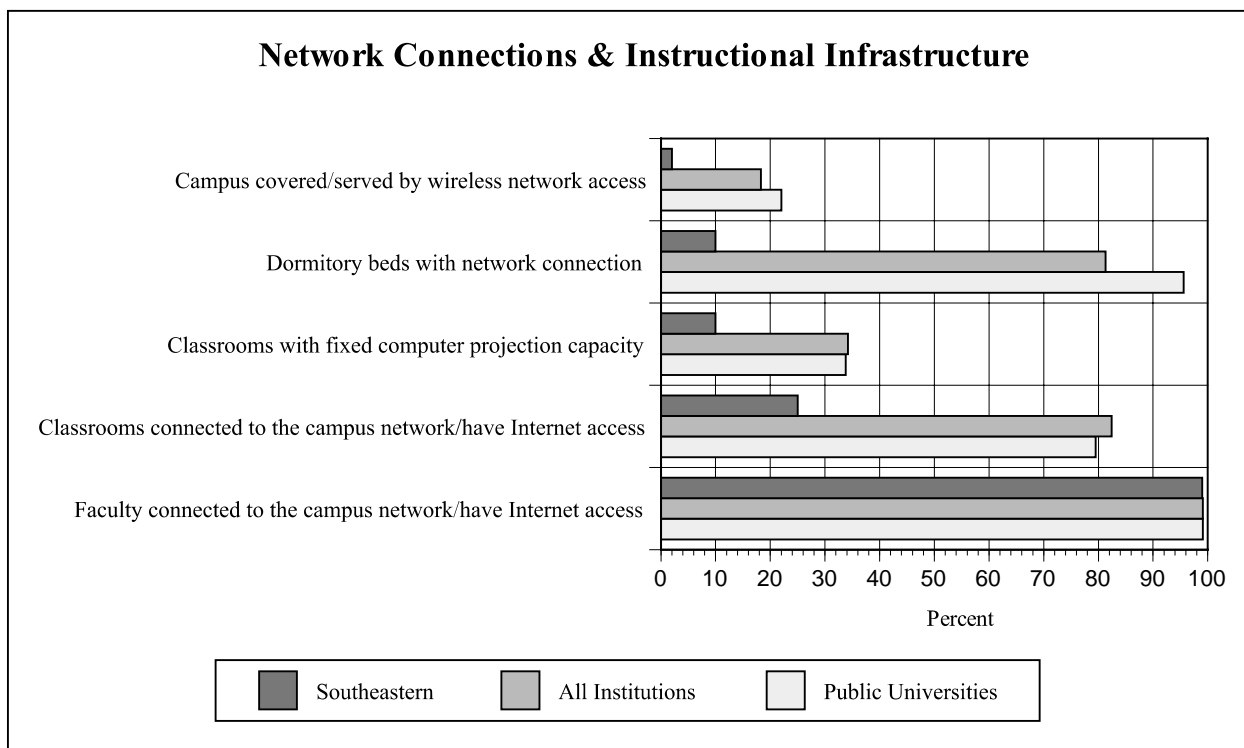 Network Connections & Instructional Infrastructure
Campus covered/served by wireless network access
Dormitory beds with network connection
Classrooms with fixed computer projection capacity
Classrooms connected to the campus network/have Internet access
Faculty connected to the campus network/have Internet access
0 10 20 30 40 50 60 70 80 90 100
Percent
Southeastern All Institutions Public Universities